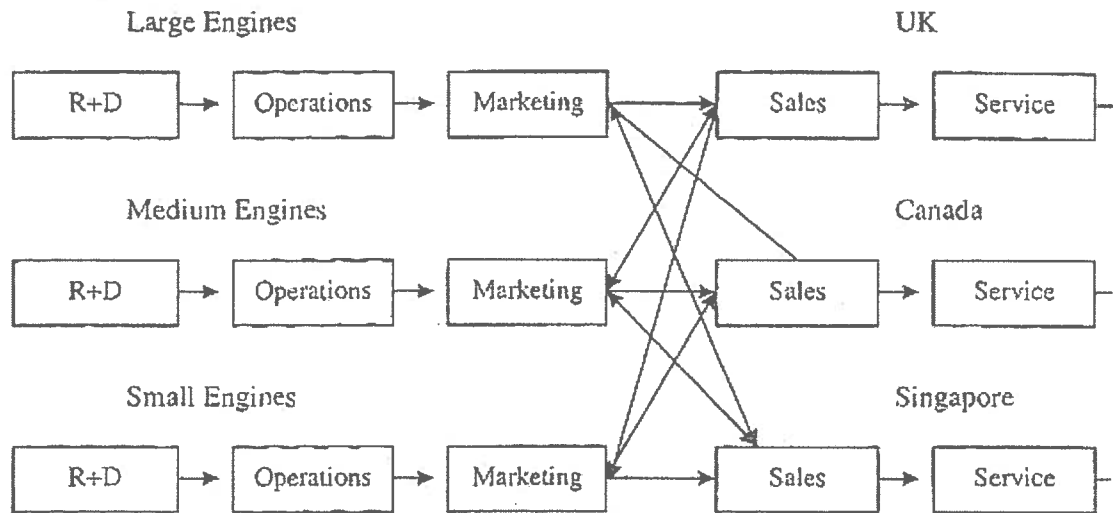 Large Engines UK
R+D Operations Marketing Sales Service
Medium Engines Canada
R+D Operations Marketing Sales Service
Small Engines Singapore
R+D Operations Marketing Sales Service